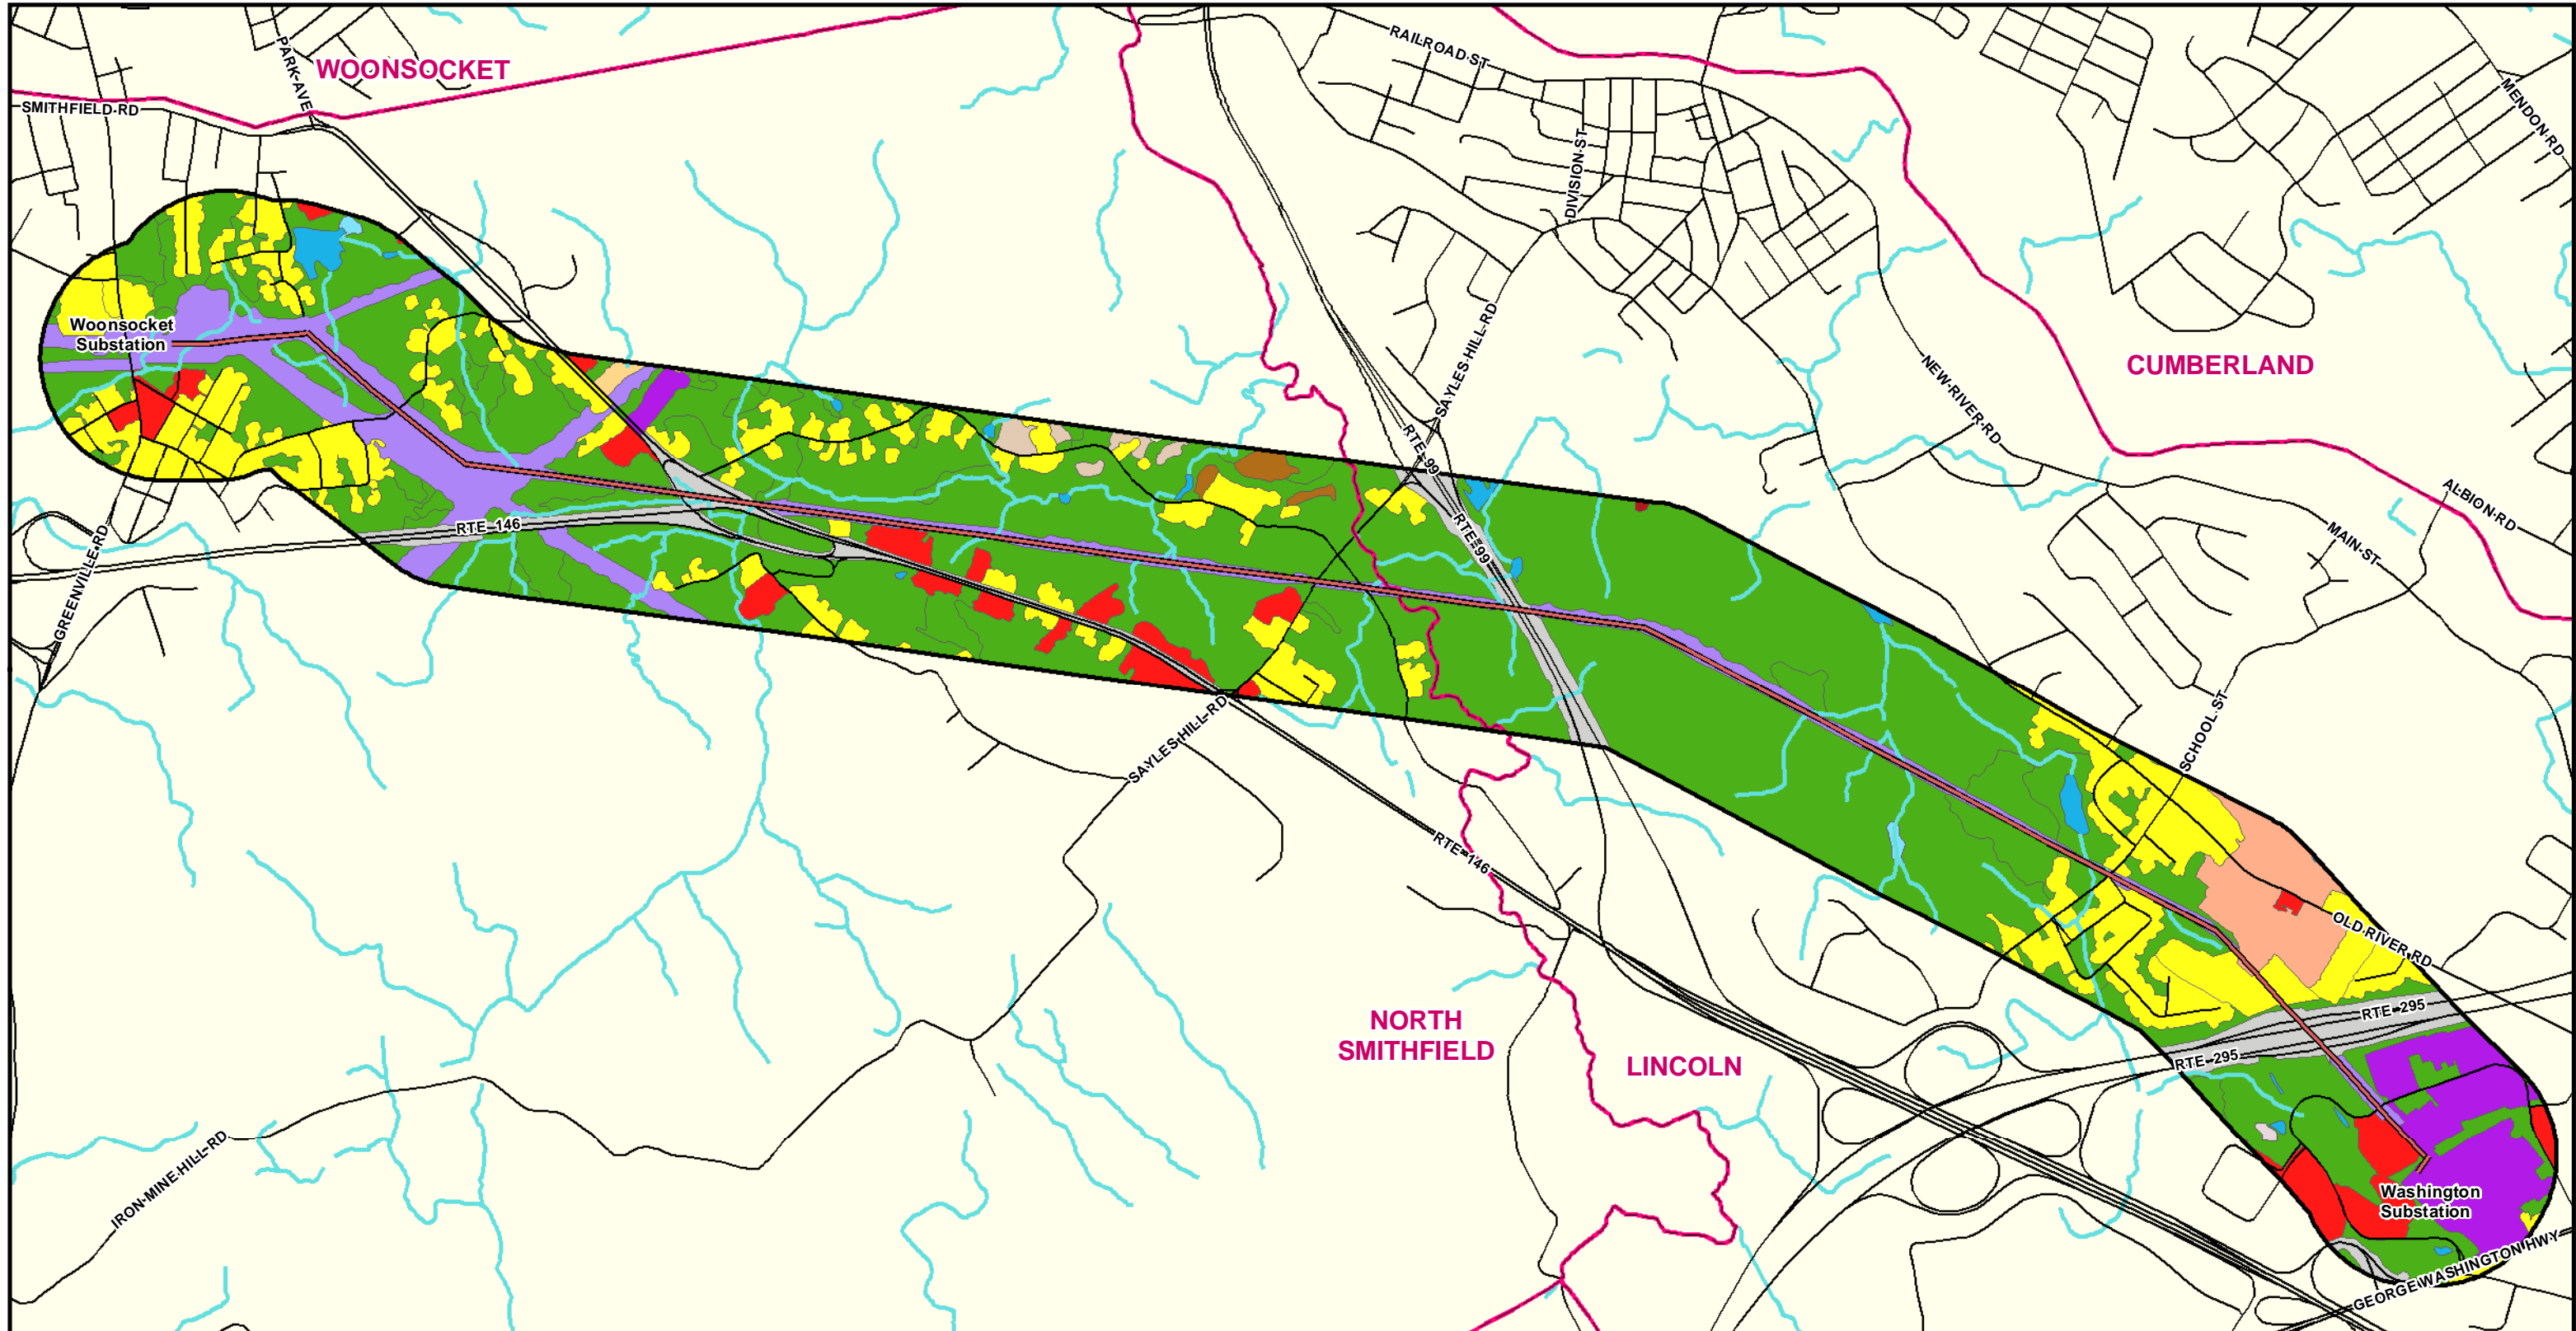 RAILROAD ST
PARK AVE
WOONSOCKET
SMITHFIELD RD
MENDON RD
DIVISION ST
Woonsocket
Substation
SAYLES HILL RD
CUMBERLAND
NEW RIVER RD
RTE 99
ALBION RD
RTE 146
RTE 99
MAIN ST
GREENVILLE RD
SCHOOL ST
SAYLES HILL RD
RTE 146
OLD RIVER RD
NORTH
SMITHFIELD
LINCOLN
RTE 295
RTE 295
IRON MINE HILL RD
Washington
Substation
GEORGE WASHINGTON HWY